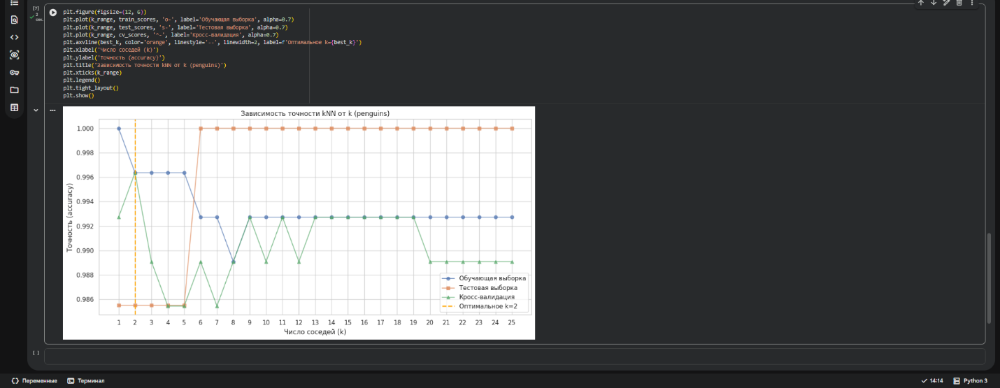 [7]
2
сек.
plt.figure(figsize=(12, 6))
plt.plot(k_range, train_scores, 'o-', label='Обучающая выборка', alpha=0.7)
plt.plot(k_range, test_scores, 's-', label='Тестовая выборка', alpha=0.7)
plt.plot(k_range, cv_scores, '^-', label='Кросс-валидация', alpha=0.7)
plt.axvline(best_k, color='orange', linestyle='--', linewidth=2, label=f'Оптимальное k={best_k}')
plt.xlabel('Число соседей (k)')
plt.ylabel('Точность (accuracy)')
plt.title('Зависимость точности kNN от k (penguins)')
plt.xticks(k_range)
plt.legend()
plt.tight_layout()
plt.show()
Зависимость точности kNN от k (penguins)
Точность (accuracy)
1.000
0.998
0.996
0.994
0.992
0.990
0.988
0.986
Обучающая выборка
Тестовая выборка
Кросс-валидация
Оптимальное k=2
1 2 3 4 5 6 7 8 9 10 11 12 13 14 15 16 17 18 19 20 21 22 23 24 25
Число соседей (k)
[ ]
Переменные Терминал 14:14 Python 3